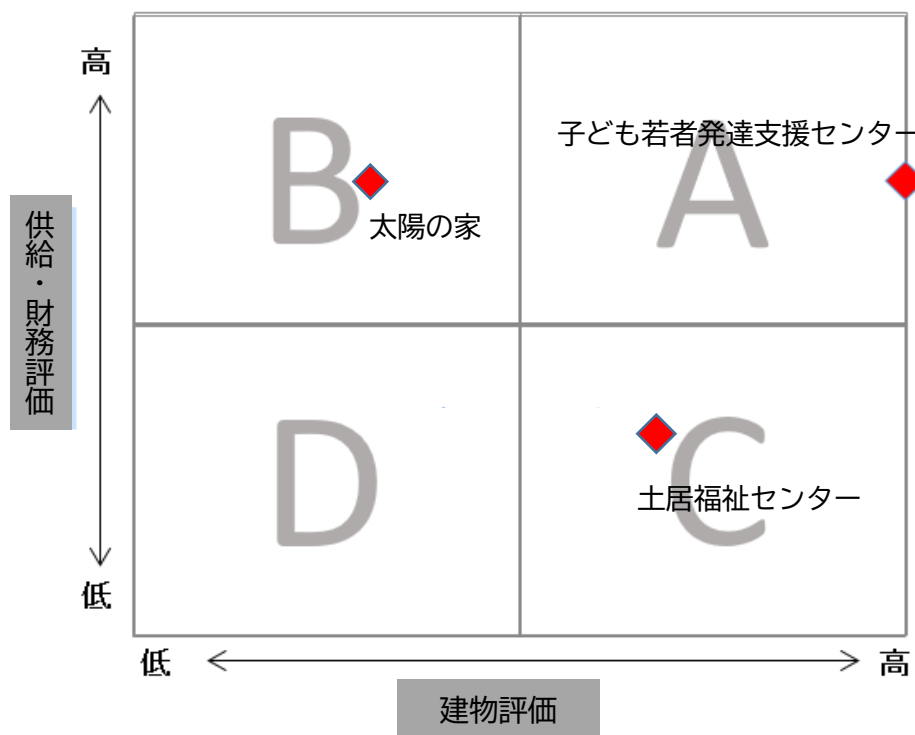 高
B
A
子ども若者発達支援センター
太陽の家
供給・財務評価
D
C
土居福祉センター
低
低
高
建物評価